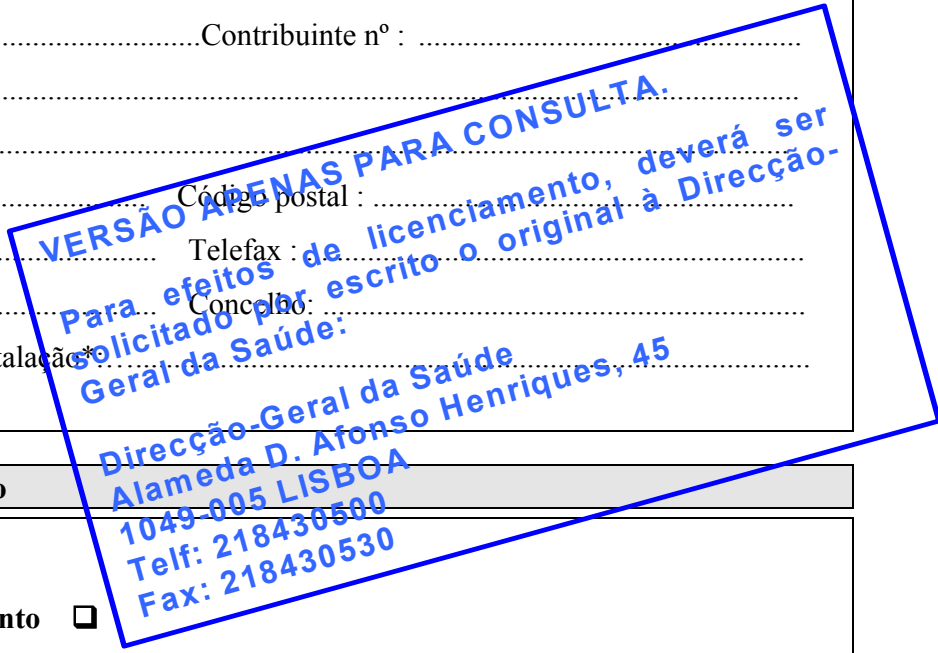 ..........................Contribuinte nº : ...................................................
....................................................................................................
....................................................................................................
.................... Código postal : ........................................................
..................... Telefax : ..................................................................
..................... Concelho: .................................................................
talação*: ..............................................................................................
o
nto ❑
VERSÃO APENAS PARA CONSULTA.
Para efeitos de licenciamento, deverá ser
solicitado por escrito o original à Direcção-
Geral da Saúde:
Direcção-Geral da Saúde
Alameda D. Afonso Henriques, 45
1049-005 LISBOA
Telf: 218430500
Fax: 218430530